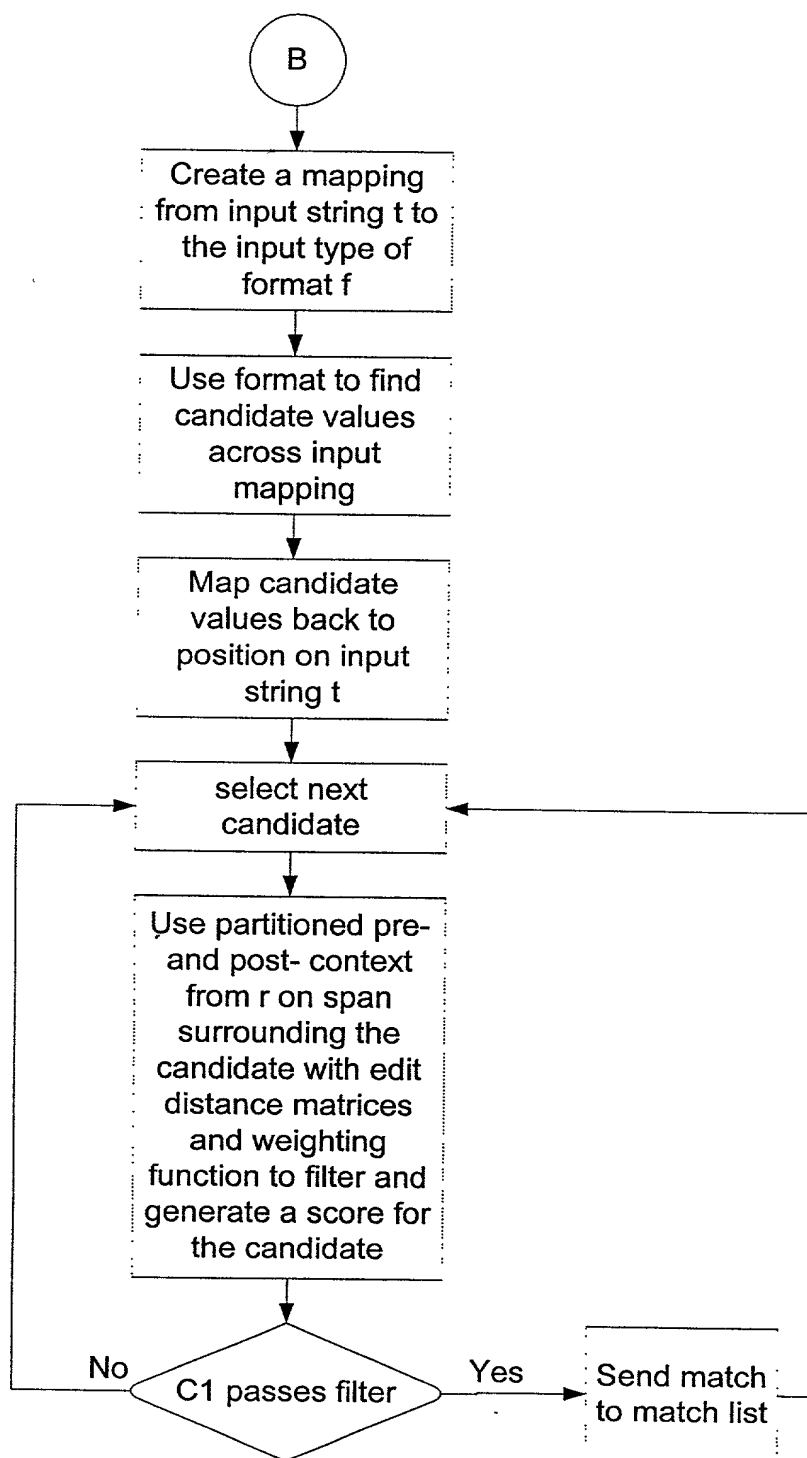 B
Create a mapping
from input string t to
the input type of
format f
Use format to find
candidate values
across input
mapping
Map candidate
values back to
position on input
string t
select next
candidate
Use partitioned pre-
and post- context
from r on span
surrounding the
candidate with edit
distance matrices
and weighting
function to filter and
generate a score for
the candidate
No
C1 passes filter
Yes
Send match
to match list